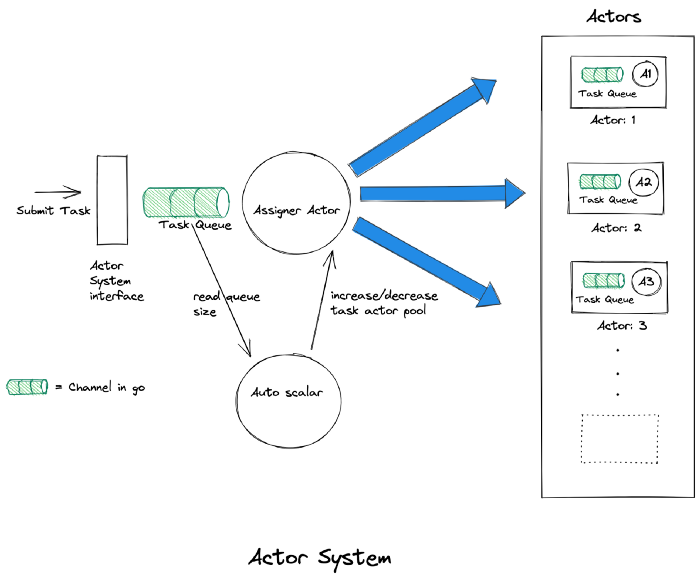 Actors
A1
Task Queue
Actor: 1
A2
Task Queue
Actor: 2
A3
Task Queue
Actor: 3
Submit Task
Task Queue
Assigner Actor
Actor
System
interface
read queue
size
increase/decrease
task actor pool
Auto scalar
= Channel in go
Actor System